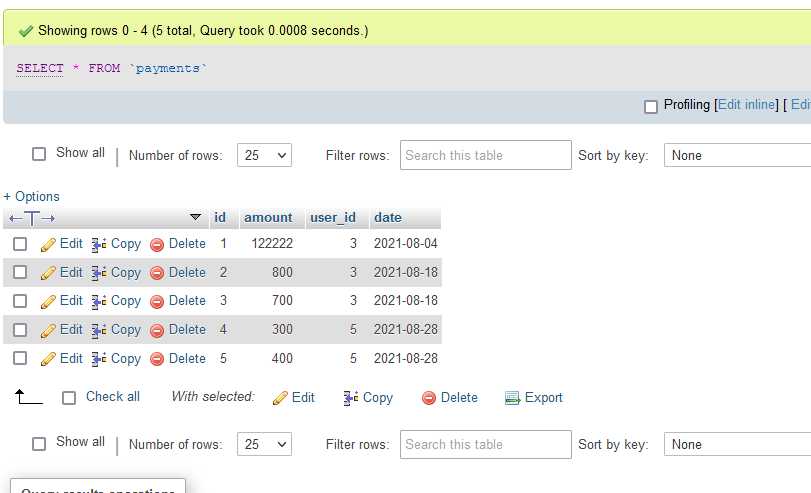 Showing rows 0 - 4 (5 total, Query took 0.0008 seconds.)
SELECT * FROM `payments`
Profiling [Edit inline] [ Edi
Show all | Number of rows: 25 Filter rows: Search this table Sort by key: None
+ Options
id amount user_id date
Edit Copy Delete 1 122222 3 2021-08-04
Edit Copy Delete 2 800 3 2021-08-18
Edit Copy Delete 3 700 3 2021-08-18
Edit Copy Delete 4 300 5 2021-08-28
Edit Copy Delete 5 400 5 2021-08-28
Check all With selected: Edit Copy Delete Export
Show all | Number of rows: 25 Filter rows: Search this table Sort by key: None
Query results operations